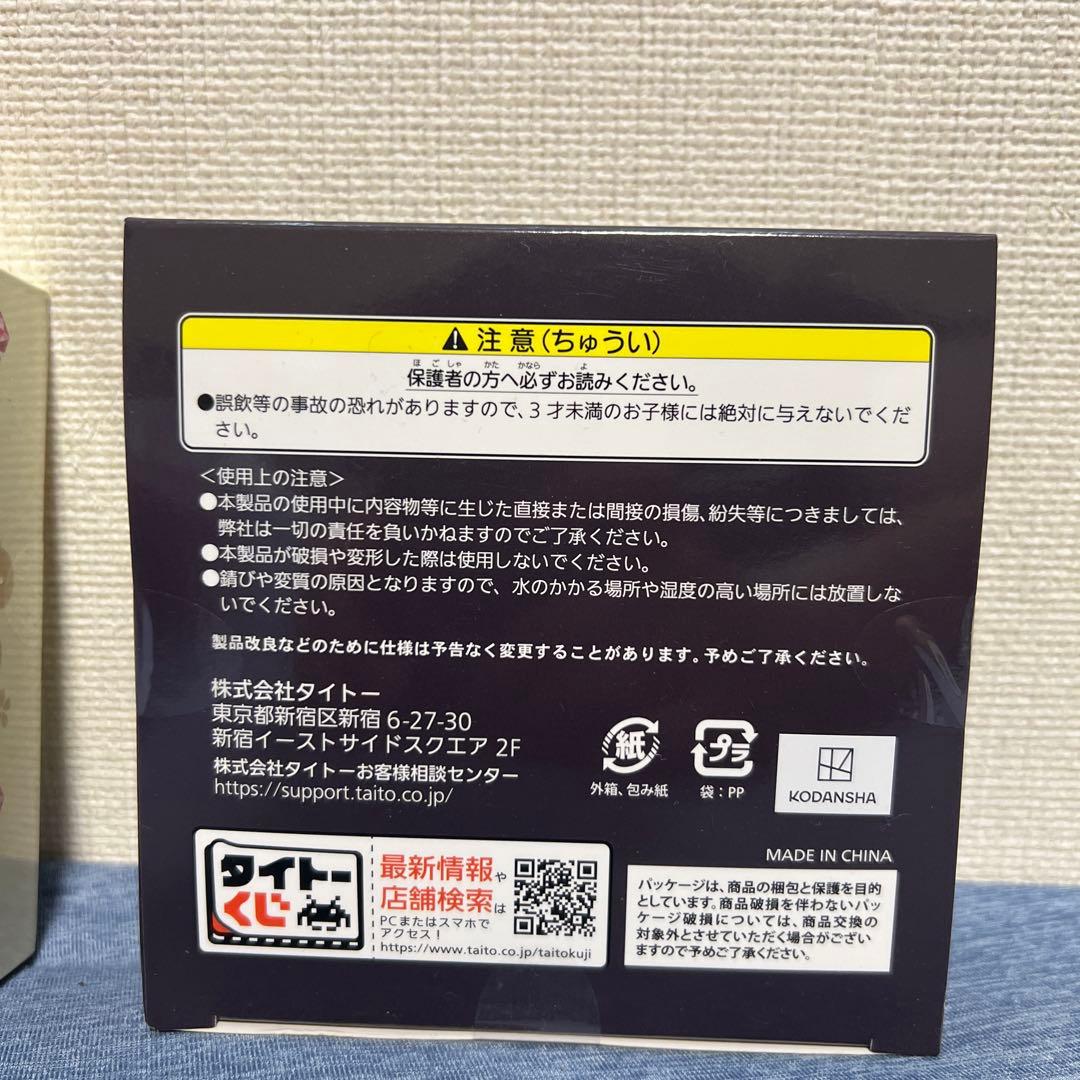 注意(ちゅうい)
保護者の方へ必ずお読みください。
●誤飲等の事故の恐れがありますので、3才未満のお子様には絶対に与えないでくだ
さい。
<使用上の注意>
●本製品の使用中に内容物等に生じた直接または間接の損傷、紛失等につきましては、
弊社は一切の責任を負いかねますのでご了承ください。
●本製品が破損や変形した際は使用しないでください。
●錆びや変質の原因となりますので、水のかかる場所や湿度の高い場所には放置しな
いでください。
製品改良などのために仕様は予告なく変更することがあります。予めご了承ください。
株式会社タイトー
東京都新宿区新宿 6-27-30
新宿イーストサイドスクエア 2F
株式会社タイトーお客様相談センター
https://support.taito.co.jp/
紙
外箱、包み紙
プラ
袋:PP
KODANSHA
MADE IN CHINA
タイトー
くじ
最新情報や
店舗検索は
PCまたはスマホで
アクセス!
https://www.taito.co.jp/taitokuji
パッケージは、商品の梱包と保護を目的
としています。商品破損を伴わないパッ
ケージ破損については、商品交換の
対象外とさせていただく場合がござい
ますので予めご了承ください。